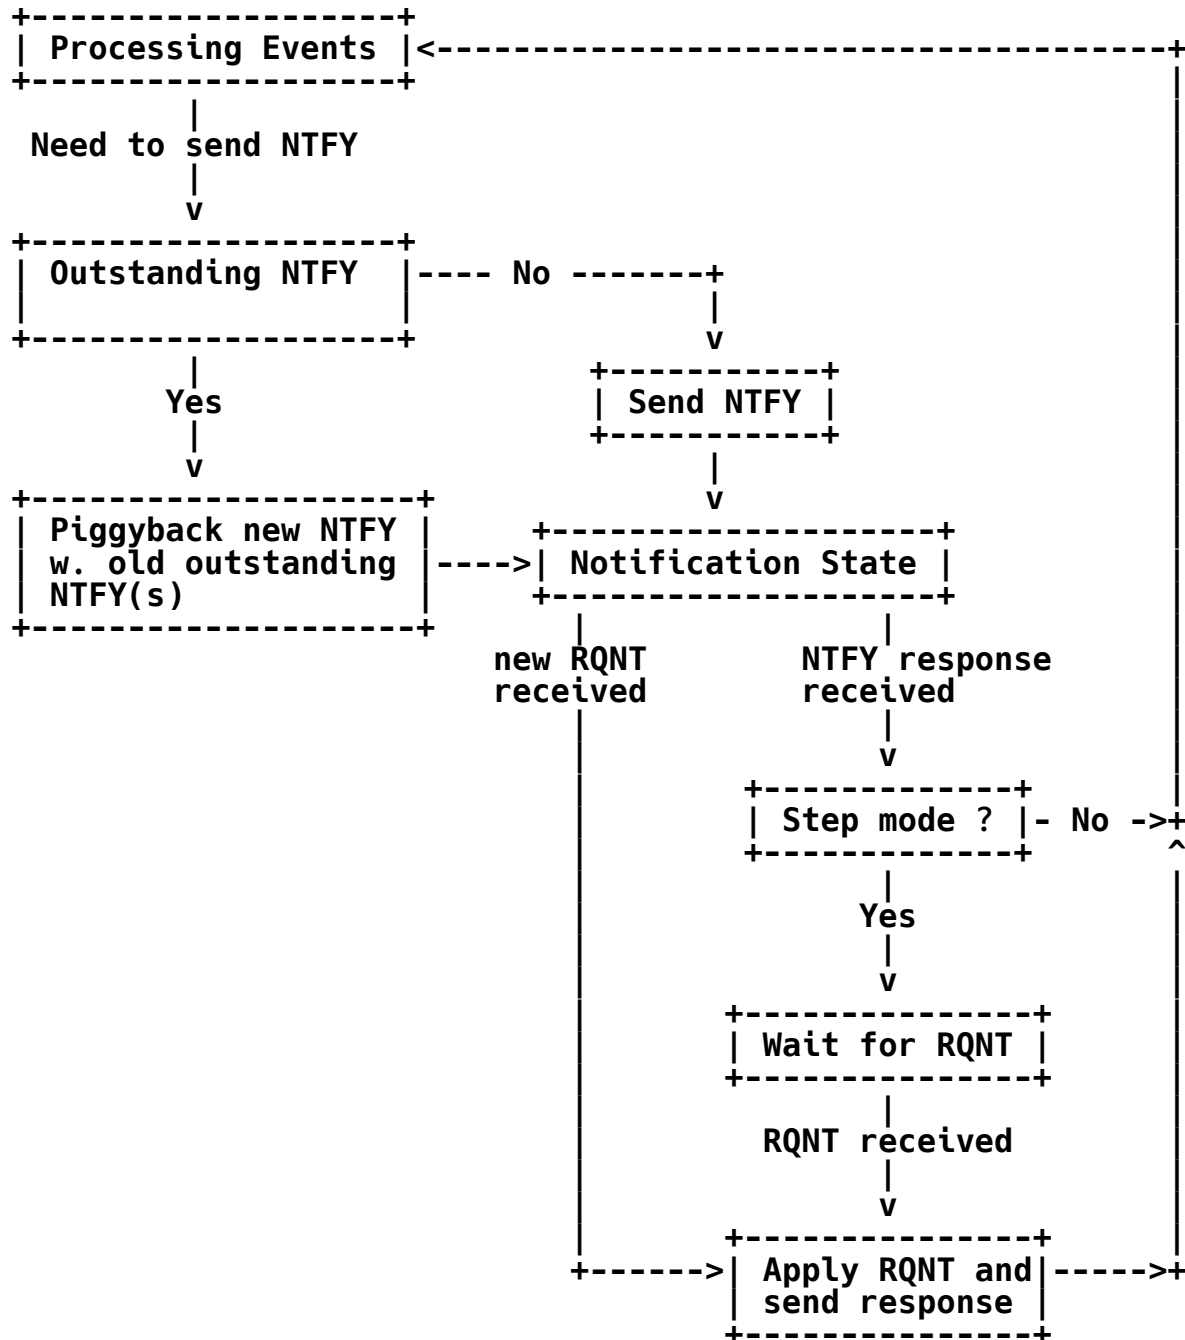 Processing Events
Need to send NTFY
Outstanding NTFY
No
Yes
Send NTFY
Piggyback new NTFY
w. old outstanding
NTFY(s)
Notification State
new RQNT
received
NTFY response
received
Step mode ?
No
Yes
Wait for RQNT
RQNT received
Apply RQNT and
send response